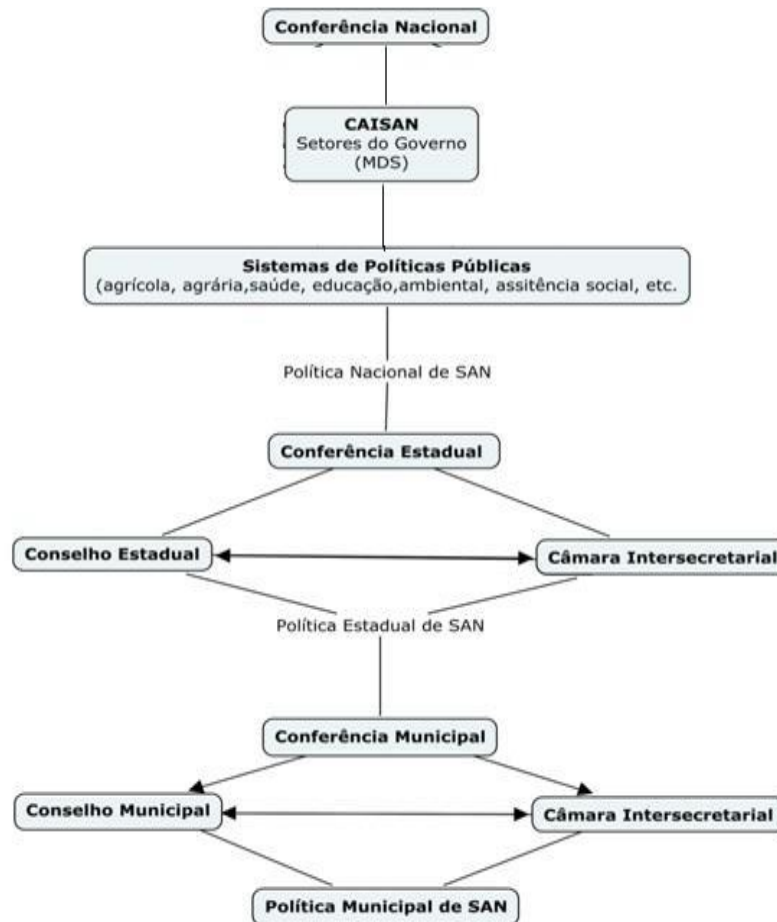 Conferência Nacional
CAISAN
Setores do Governo
(MDS)
Sistemas de Políticas Públicas
(agrícola, agrária,saúde, educação,ambiental, assitência social, etc.
Política Nacional de SAN
Conferência Estadual
Conselho Estadual
Câmara Intersecretarial
Política Estadual de SAN
Conferência Municipal
Conselho Municipal
Câmara Intersecretarial
Política Municipal de SAN